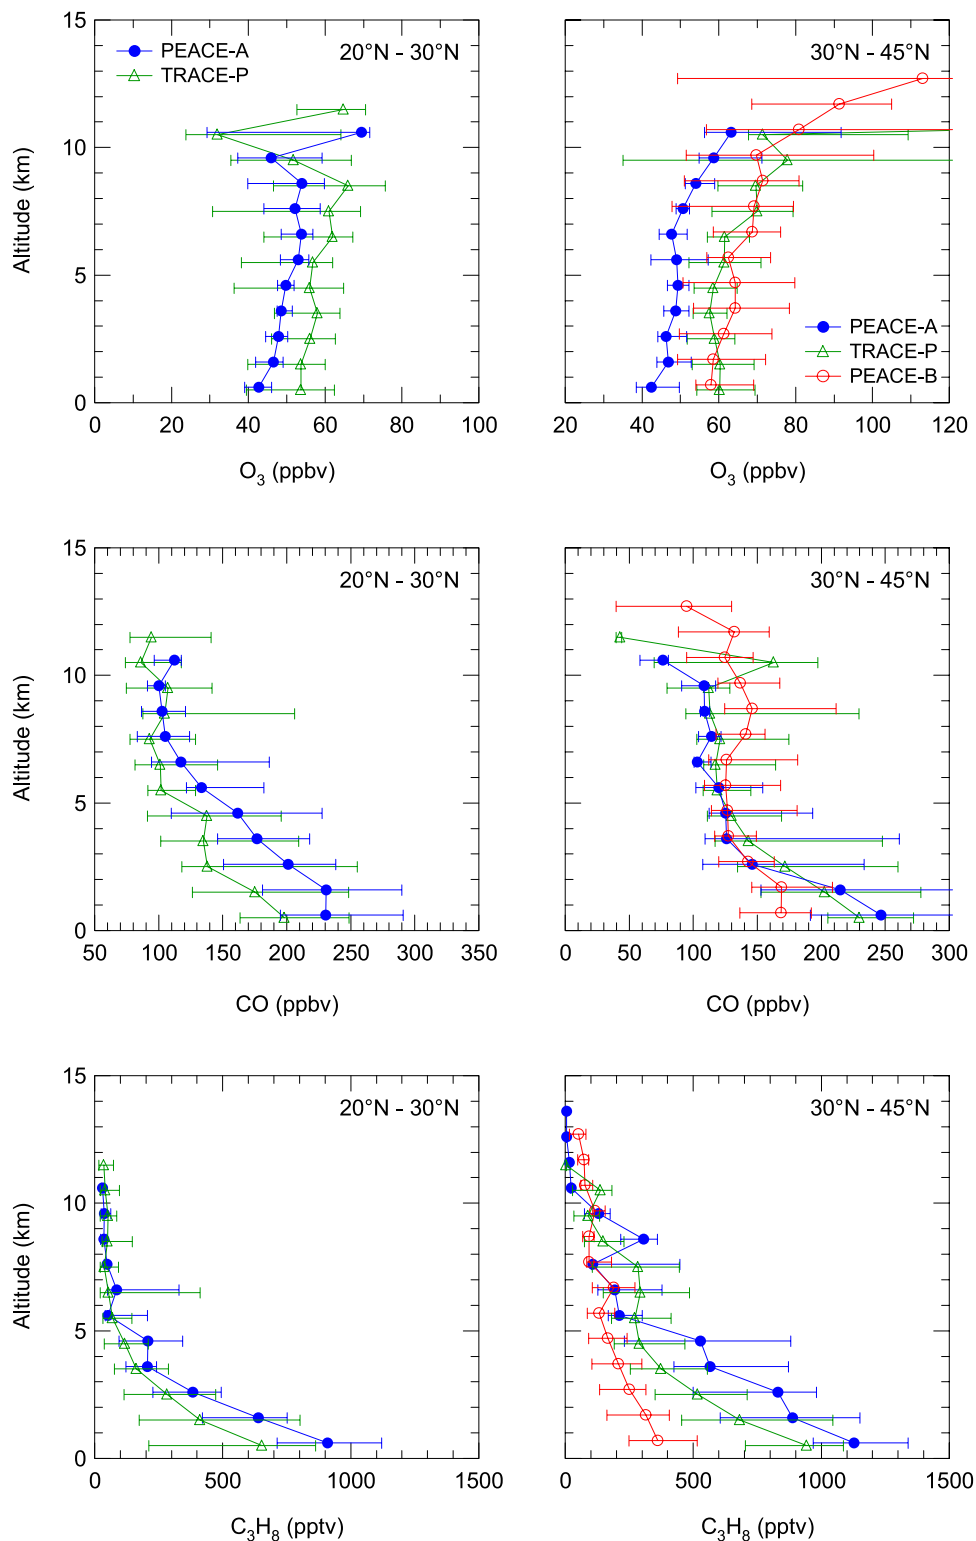 15
10
5
0
Altitude (km)
PEACE-A
TRACE-P
20°N - 30°N
0 20 40 60 80 100
O3 (ppbv)
30°N - 45°N
PEACE-A
TRACE-P
PEACE-B
20 40 60 80 100 120
O3 (ppbv)
15
10
5
0
Altitude (km)
20°N - 30°N
50 100 150 200 250 300 350
CO (ppbv)
30°N - 45°N
0 50 100 150 200 250 300
CO (ppbv)
15
10
5
0
Altitude (km)
20°N - 30°N
0 500 1000 1500
C3H8 (pptv)
30°N - 45°N
0 500 1000 1500
C3H8 (pptv)